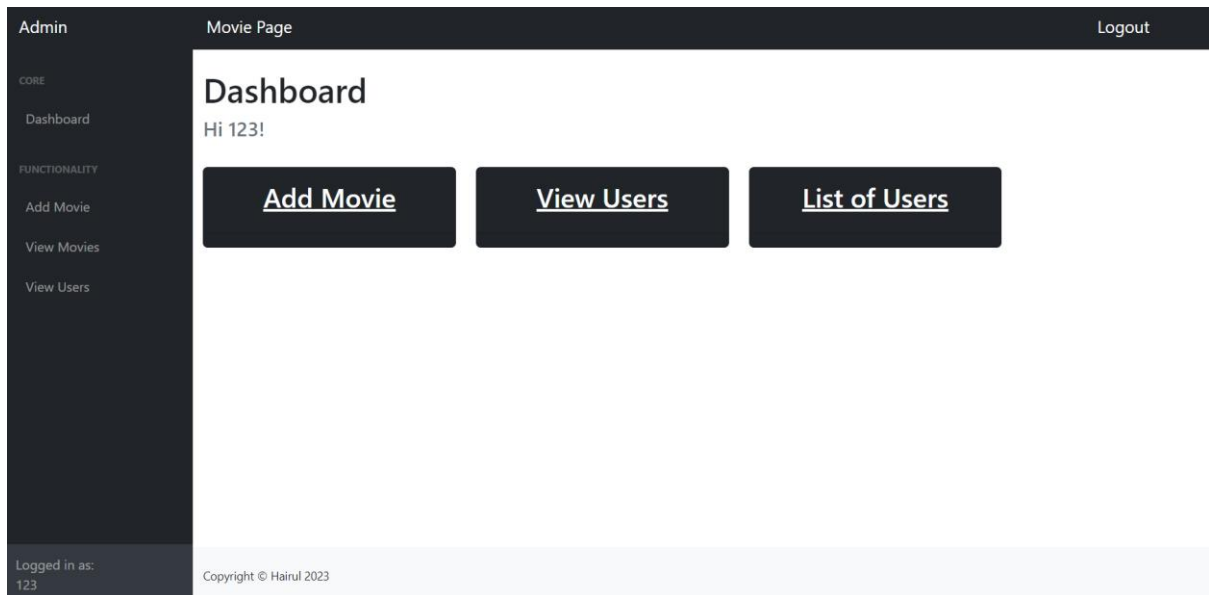 Admin
Movie Page
Logout
CORE
Dashboard
FUNCTIONALITY
Add Movie
View Movies
View Users
Logged in as:
123
Dashboard
Hi 123!
Add Movie
View Users
List of Users
Copyright © Hairul 2023